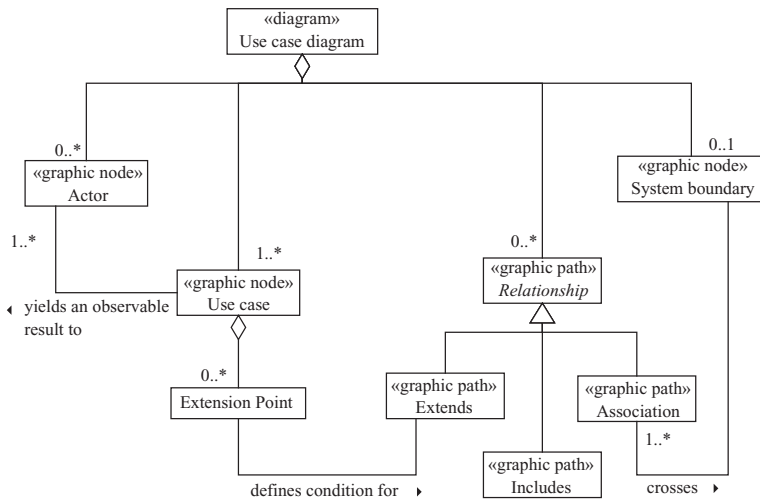 «diagram»
Use case diagram
0..*
0..1
«graphic node»
Actor
«graphic node»
System boundary
1..*
1..*
0..*
«graphic node»
Use case
«graphic path»
Relationship
yields an observable
result to
0..*
Extension Point
«graphic path»
Extends
«graphic path»
Association
1..*
«graphic path»
Includes
defines condition for
crosses